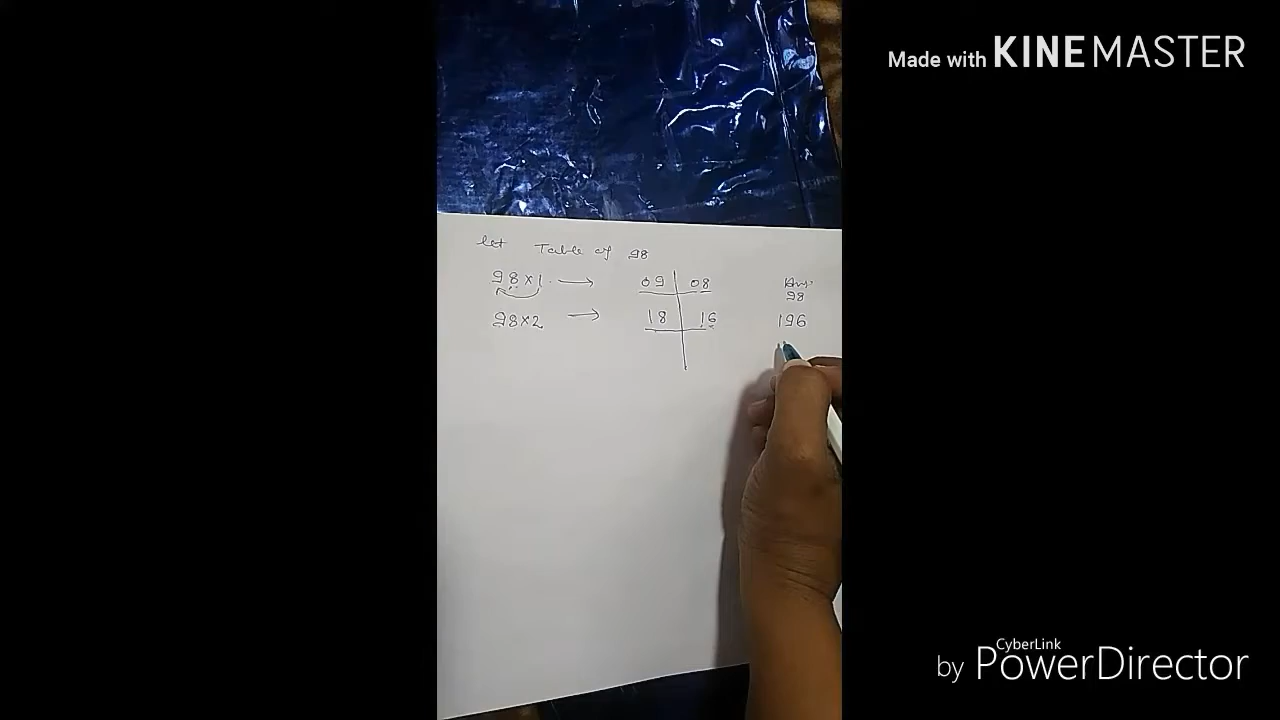 Made with KINEMASTER
let Table of 98
98×1 → 09 08 Ans
98
98×2 → 18 16 196
CyberLink
by PowerDirector